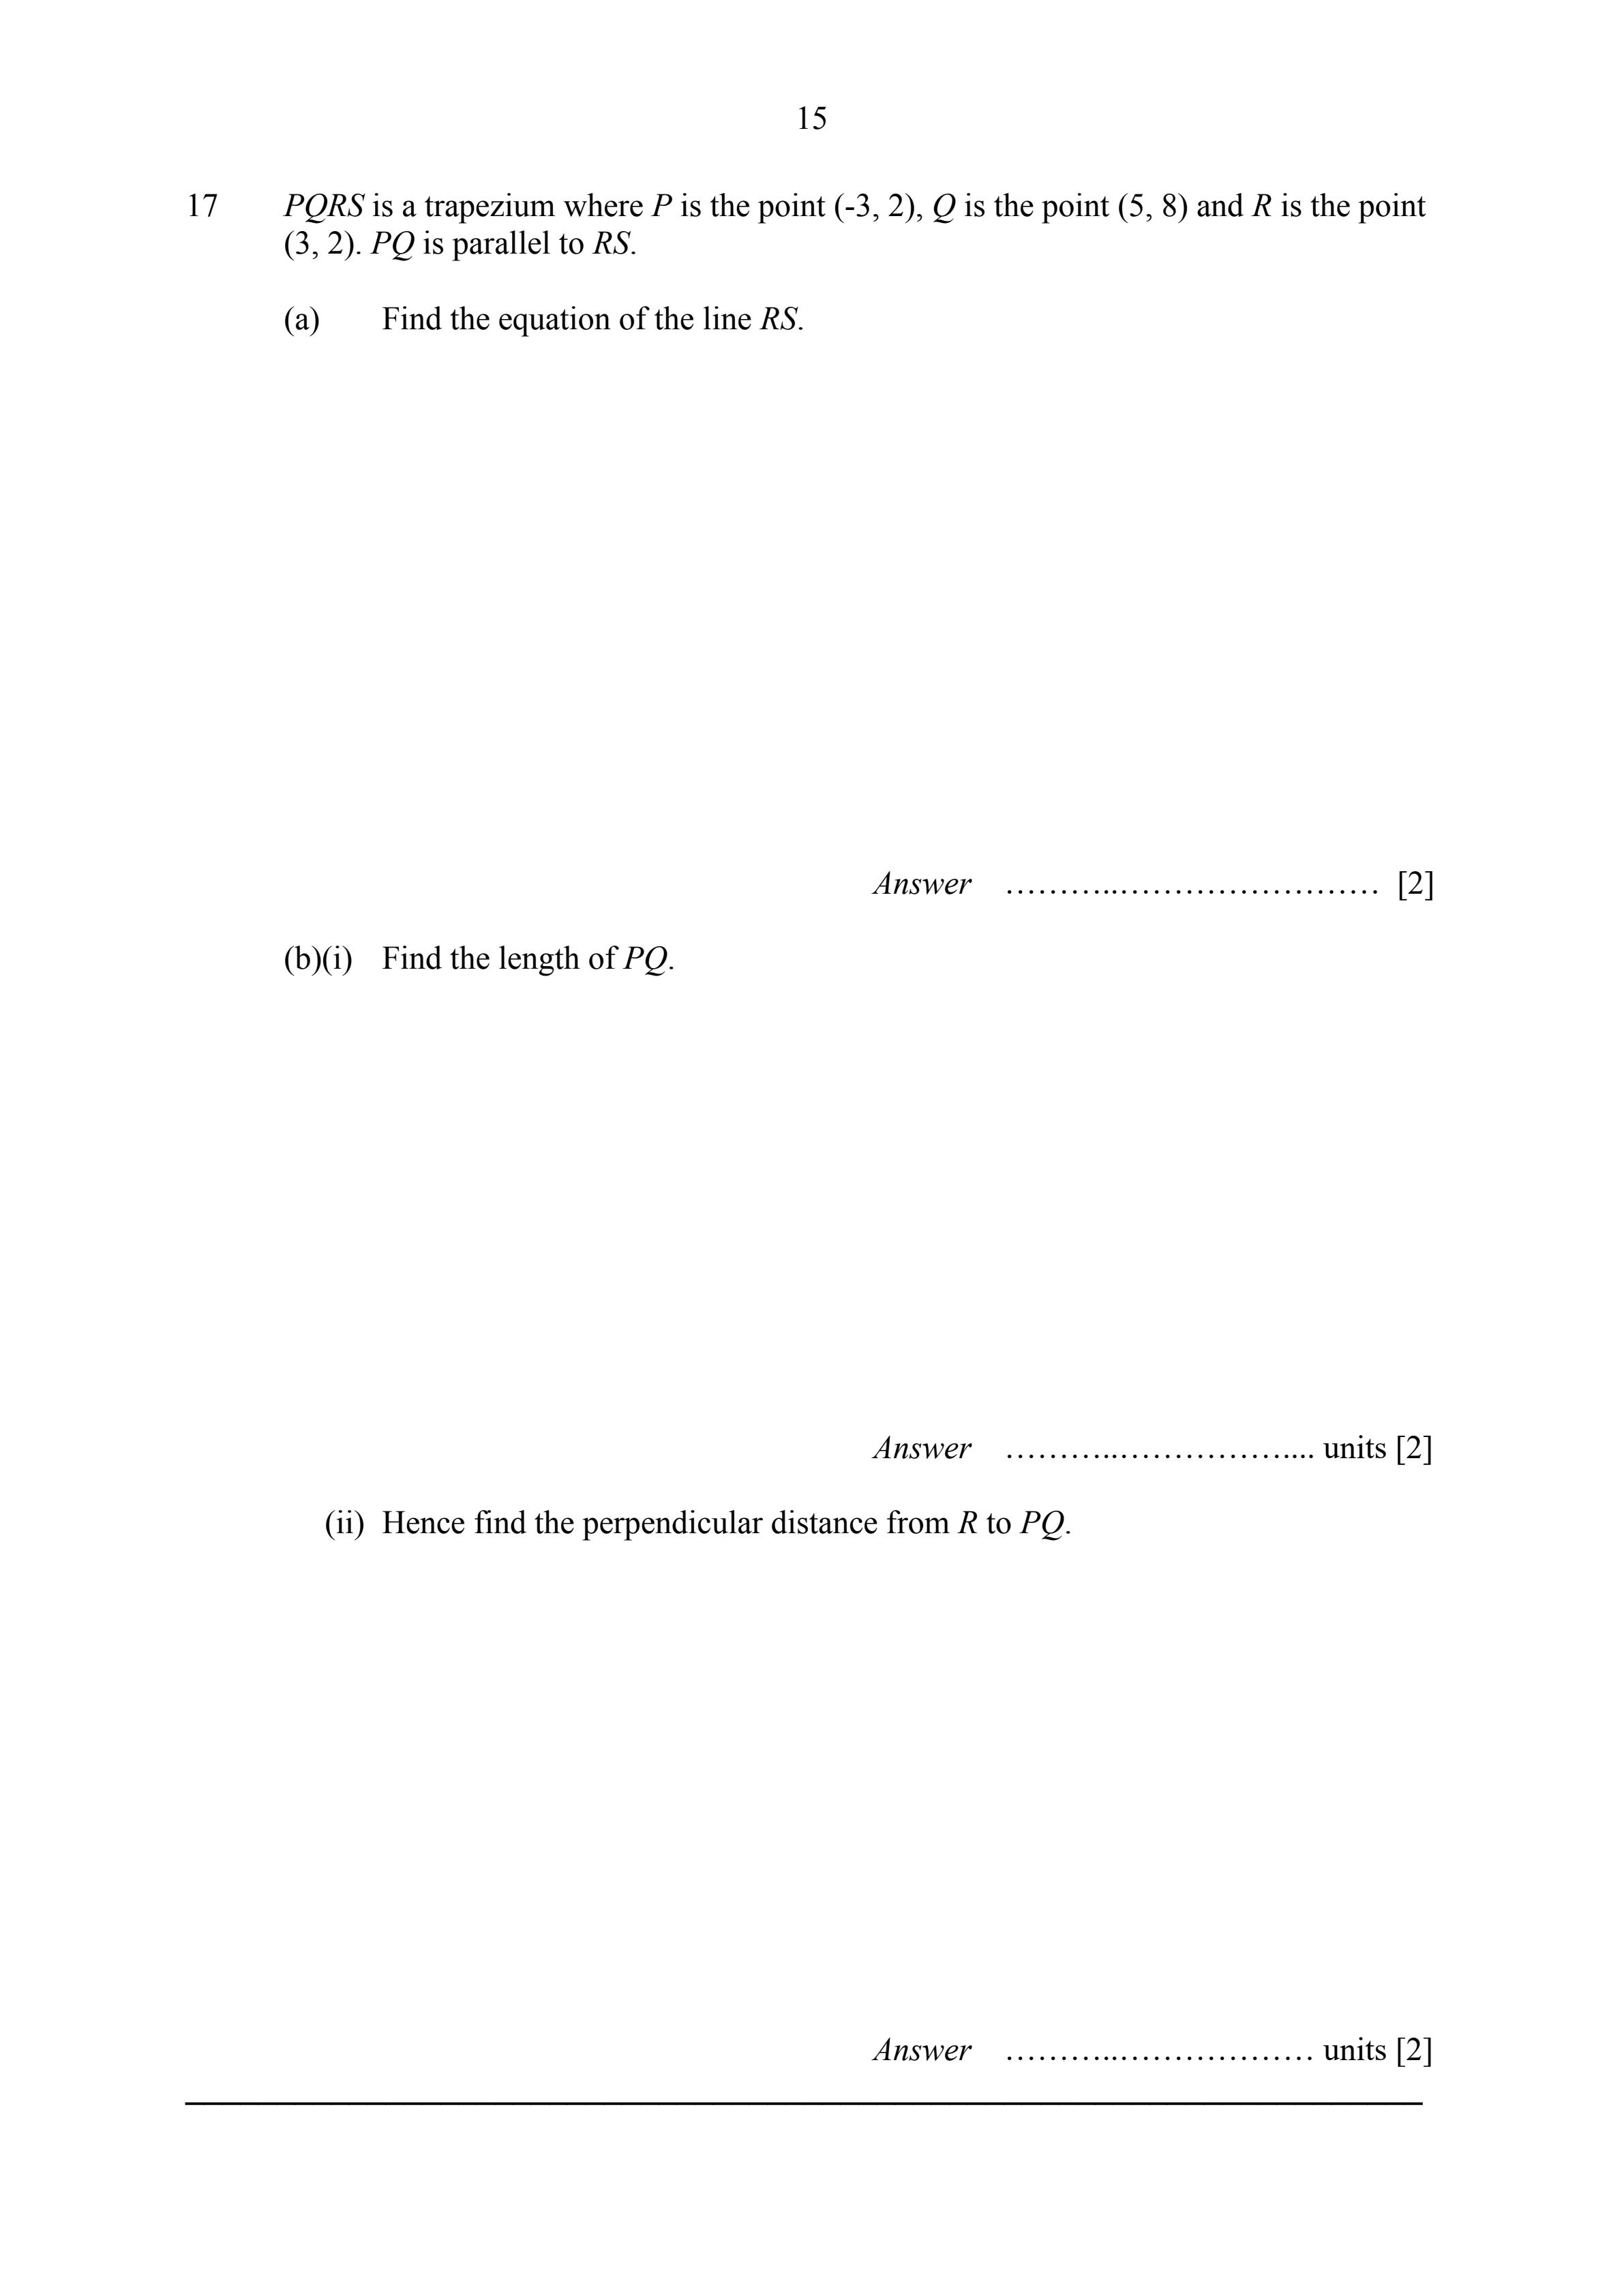 15
17 PQRS is a trapezium where P is the point (-3, 2), Q is the point (5, 8) and R is the point
(3, 2). PQ is parallel to RS.
(a) Find the equation of the line RS.
Answer ………..…………………… [2]
(b)(i) Find the length of PQ.
Answer ………..…………….... units [2]
(ii) Hence find the perpendicular distance from R to PQ.
Answer ………..……………… units [2]